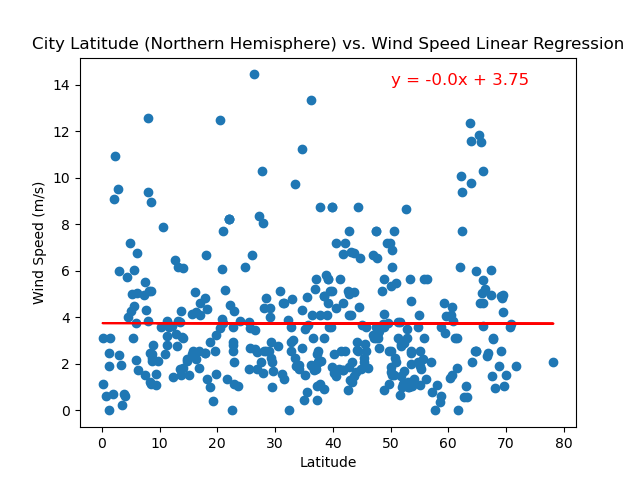 City Latitude (Northern Hemisphere) vs. Wind Speed Linear Regression
y = -0.0x + 3.75
Wind Speed (m/s)
14
12
10
8
6
4
2
0
0 10 20 30 40 50 60 70 80
Latitude